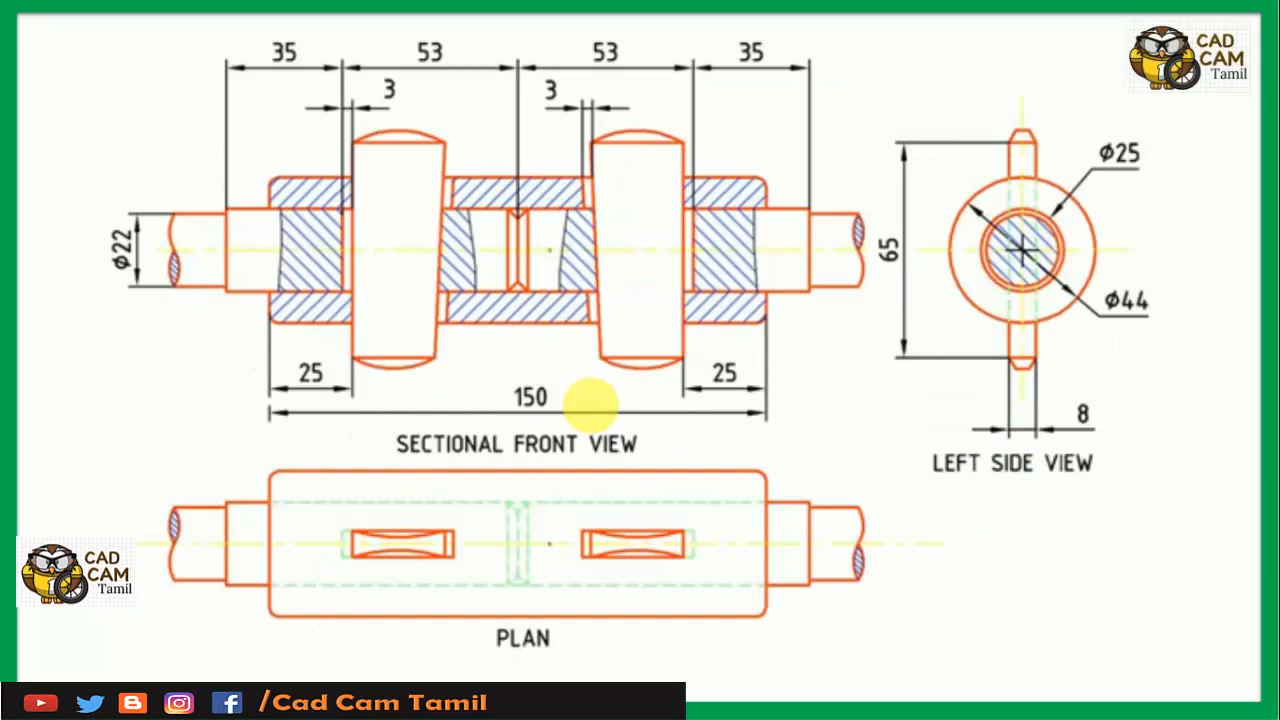 35 53 53 35
3 3
CAD
CAM
Tamil
Ø25
Ø22
65
Ø44
25 25
150
8
SECTIONAL FRONT VIEW
LEFT SIDE VIEW
CAD
CAM
Tamil
PLAN
/Cad Cam Tamil